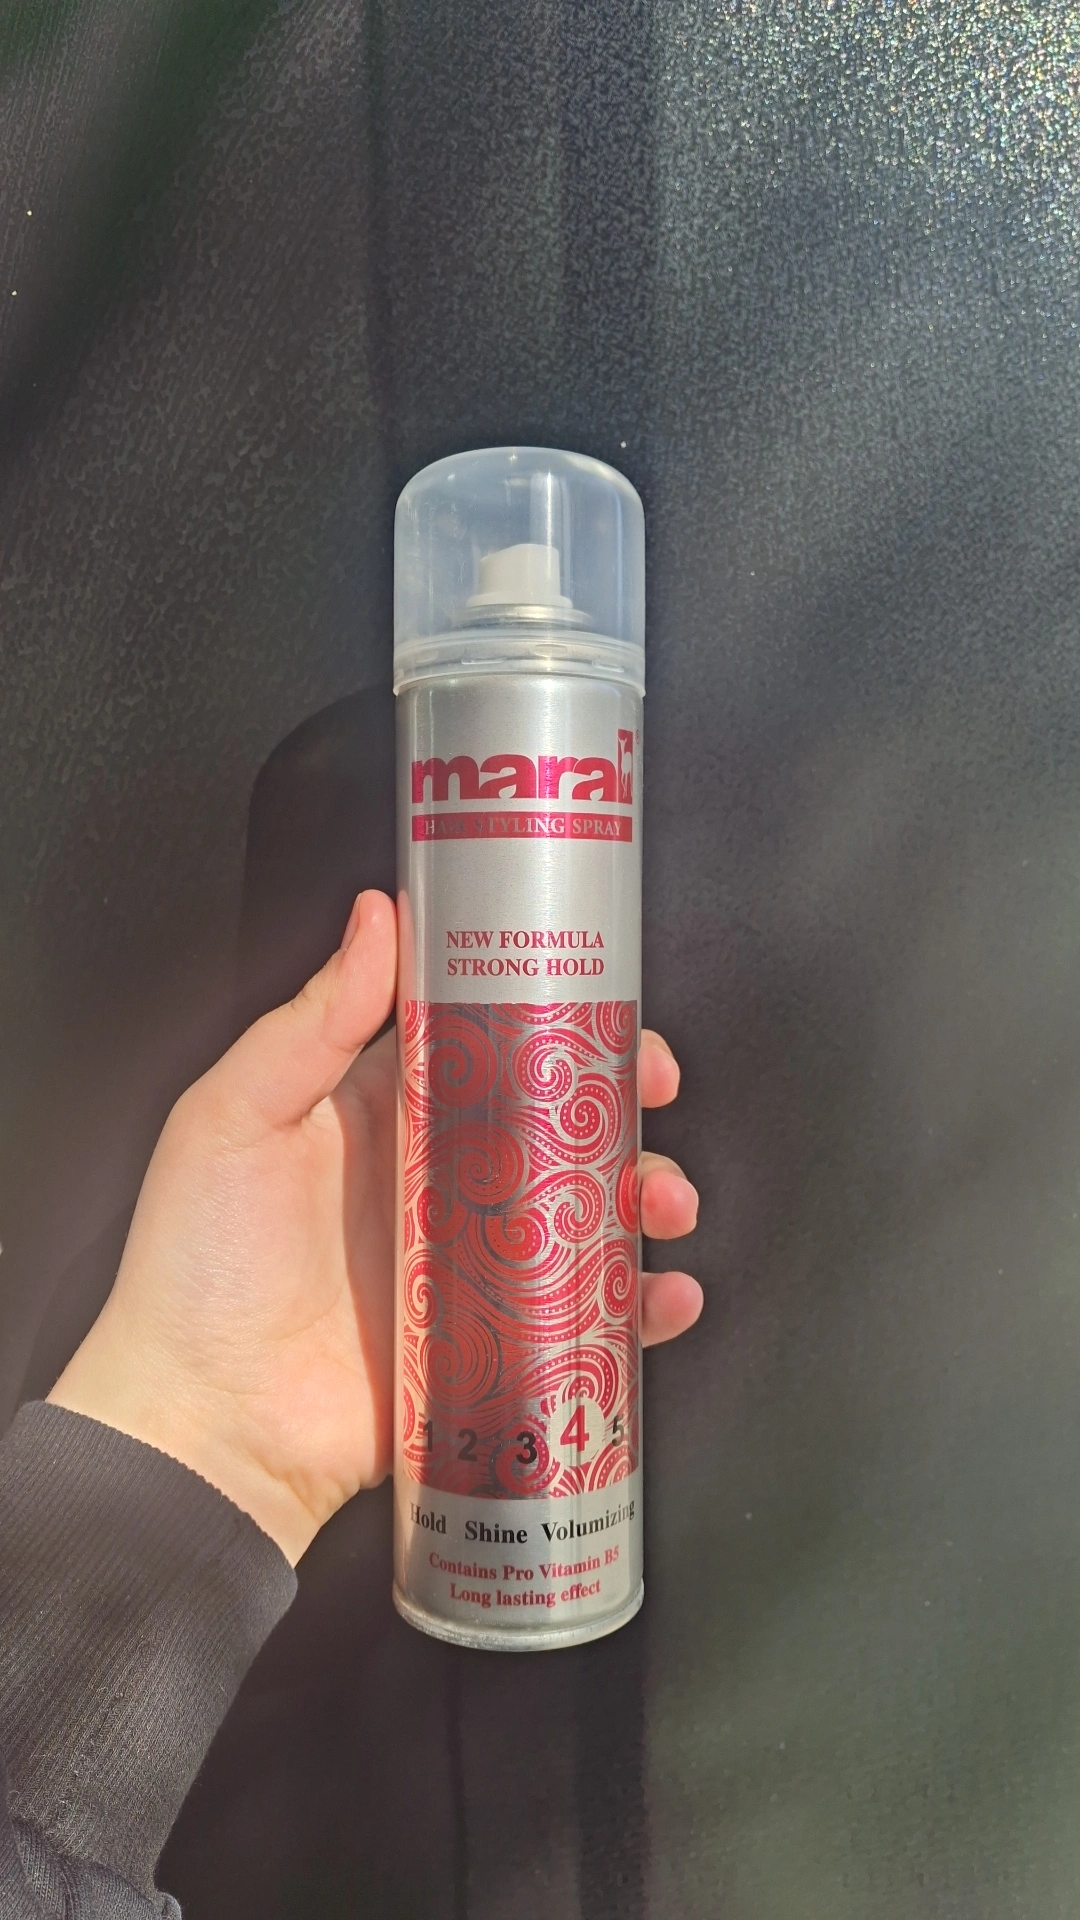 maral
HAIR STYLING SPRAY
NEW FORMULA
STRONG HOLD
1 2 3 4 5
Hold Shine Volumizing
Contains Pro Vitamin B5
Long lasting effect